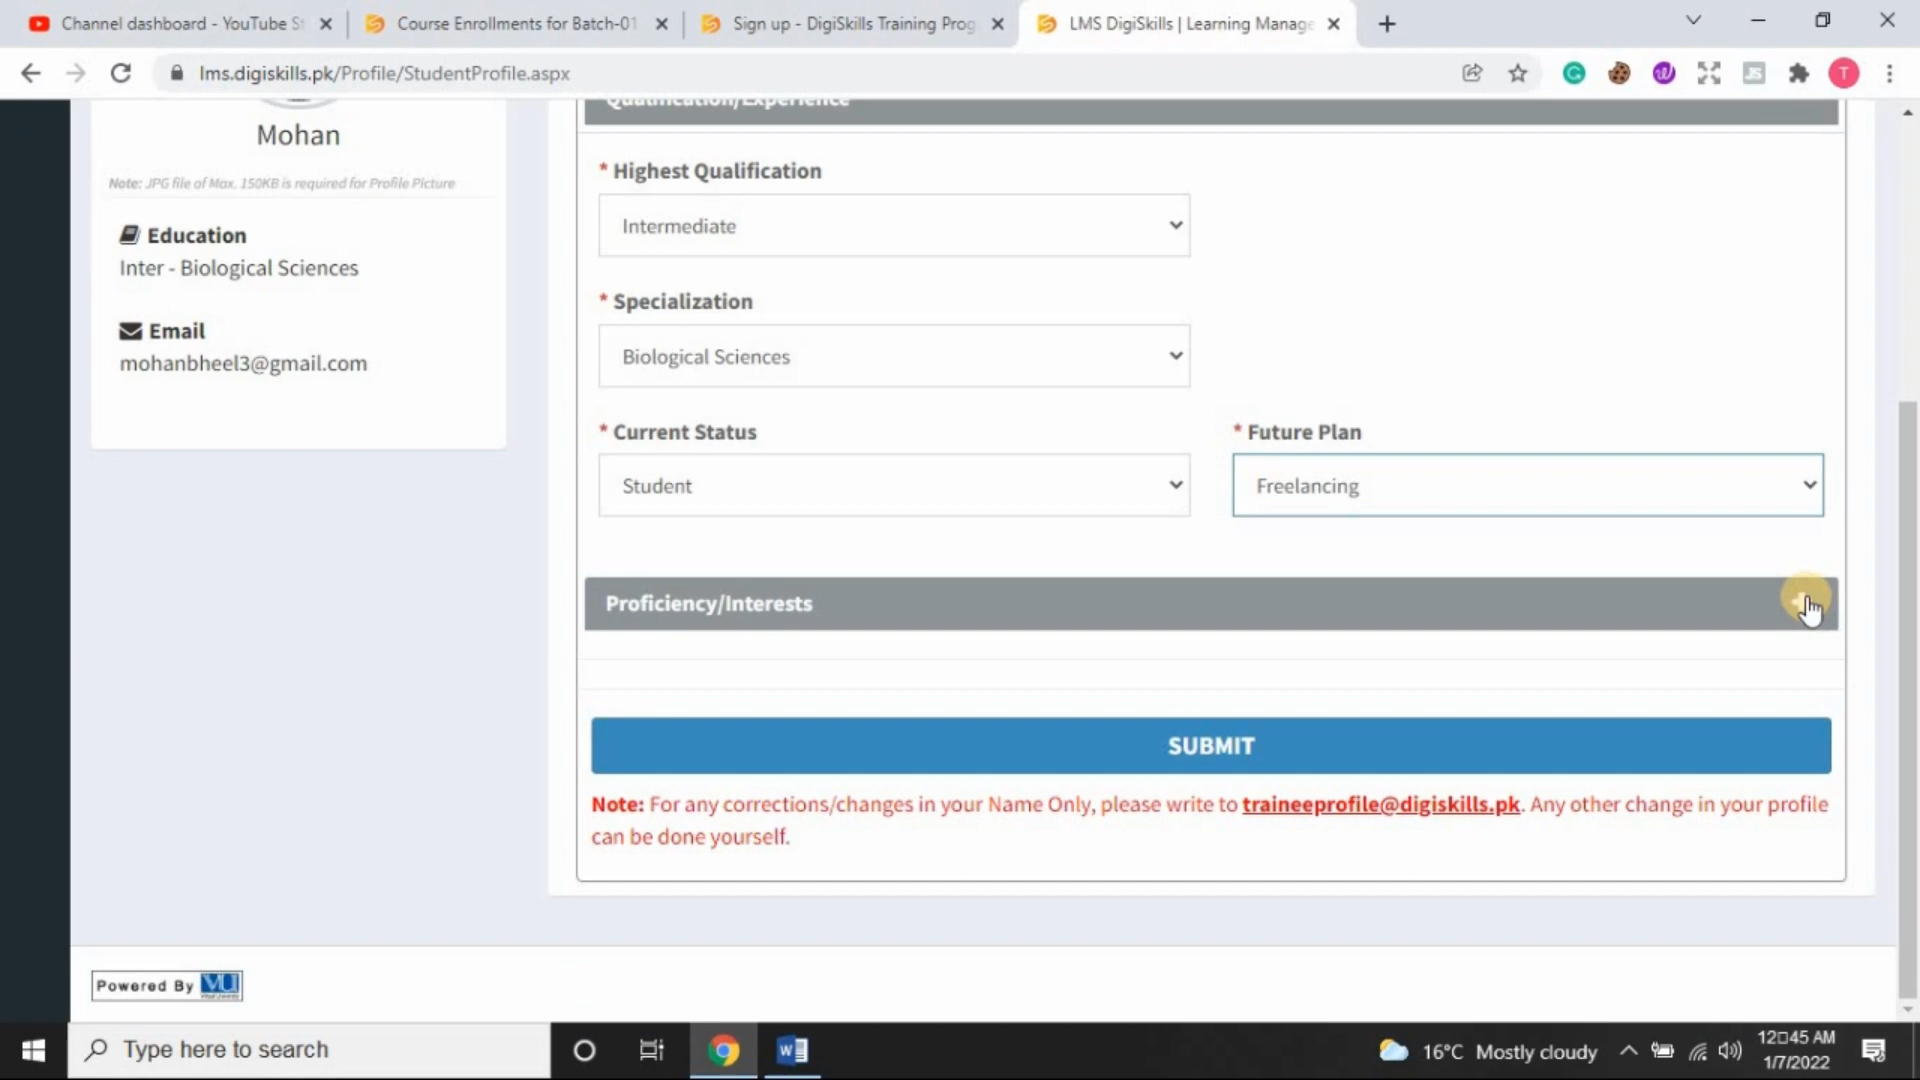 Channel dashboard - YouTube St
Course Enrollments for Batch-01
Sign up - DigiSkills Training Prog
LMS DigiSkills | Learning Manage
lms.digiskills.pk/Profile/StudentProfile.aspx
T
Mohan
Note: JPG file of Max. 150KB is required for Profile Picture
Education
Inter - Biological Sciences
Email
mohanbheel3@gmail.com
Qualification/Experience
* Highest Qualification
Intermediate
* Specialization
Biological Sciences
* Current Status
Student
* Future Plan
Freelancing
Proficiency/Interests
SUBMIT
Note: For any corrections/changes in your Name Only, please write to traineeprofile@digiskills.pk. Any other change in your profile
can be done yourself.
Powered By VU
Type here to search
16°C Mostly cloudy
12□45 AM
1/7/2022